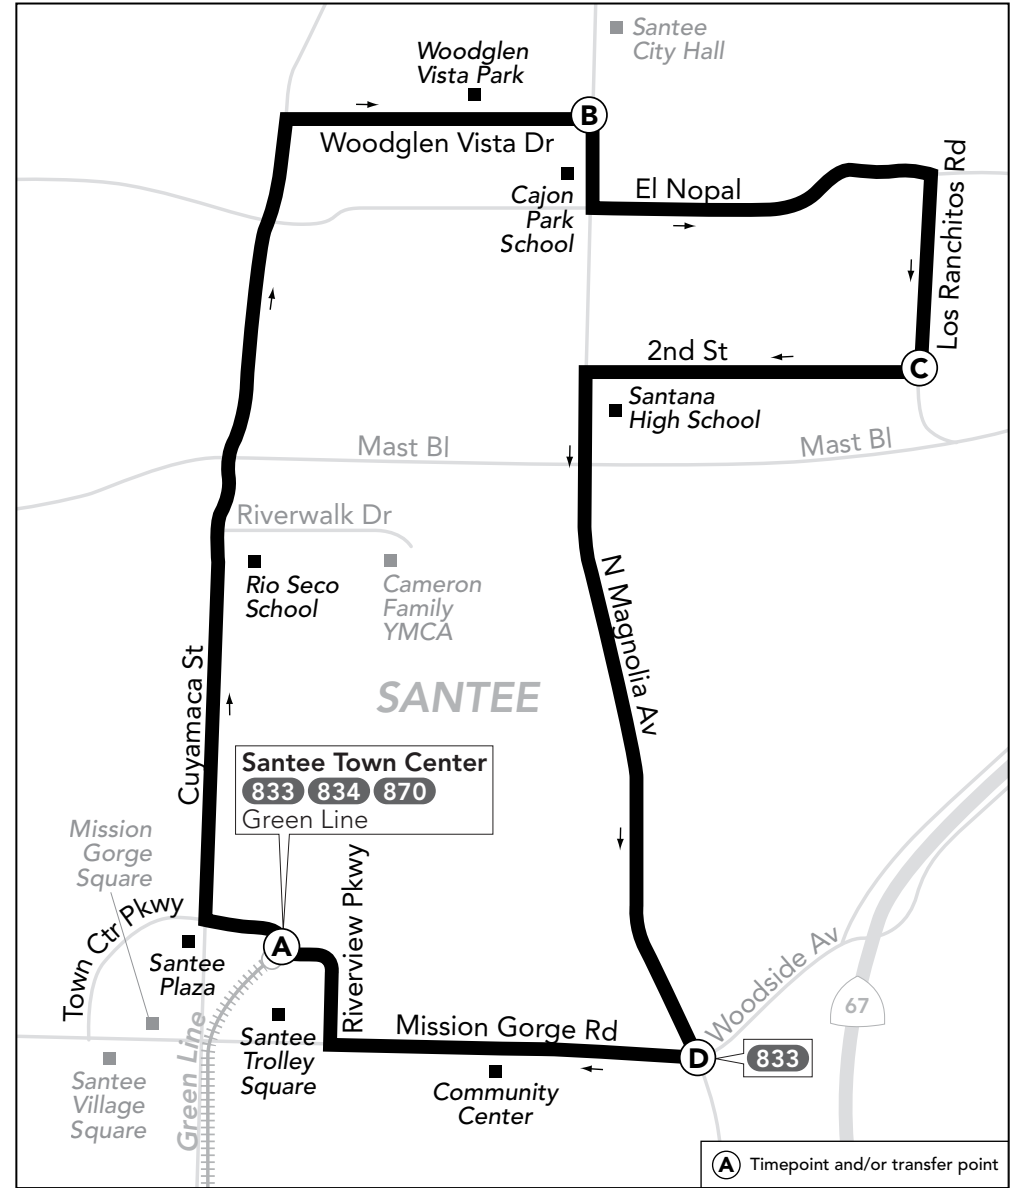 Santee
City Hall
Woodglen
Vista Park
B
Woodglen Vista Dr
Cajon
Park
School
El Nopal
Los Ranchitos Rd
2nd St
C
Santana
High School
Mast Bl
Mast Bl
Riverwalk Dr
Rio Seco
School
Cameron
Family
YMCA
N Magnolia Av
Cuyamaca St
SANTEE
Santee Town Center
833 834 870
Green Line
Mission
Gorge
Square
Town Ctr Pkwy
Riverview Pkwy
A
Santee
Plaza
Woodside Av
67
Green Line
Santee
Trolley
Square
Mission Gorge Rd
D
833
Santee
Village
Square
Community
Center
A Timepoint and/or transfer point